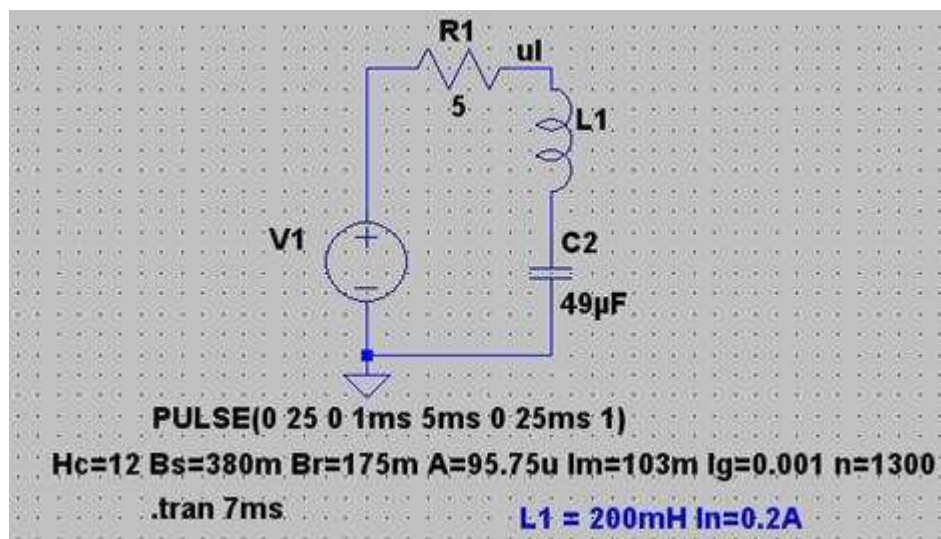 R1
ul
5
L1
V1
+
C2
49µF
PULSE(0 25 0 1ms 5ms 0 25ms 1)
Hc=12 Bs=380m Br=175m A=95.75u lm=103m lg=0.001 n=1300
.tran 7ms
L1 = 200mH In=0.2A